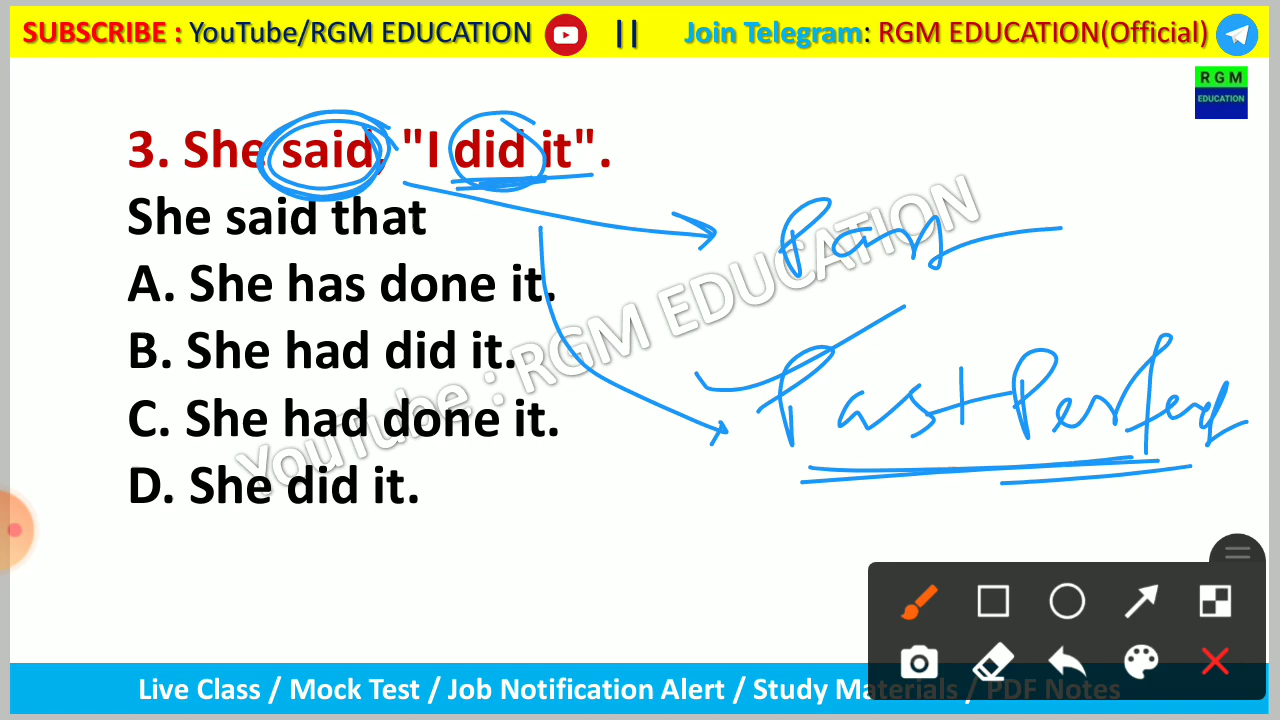 SUBSCRIBE : YouTube/RGM EDUCATION || Join Telegram: RGM EDUCATION(Official)
RGM
EDUCATION
3. She said, "I did it".
She said that
A. She has done it.
B. She had did it.
C. She had done it.
D. She did it.
Past
Past Perfect
YouTube : RGM EDUCATION
Live Class / Mock Test / Job Notification Alert / Study Materials / PDF Notes